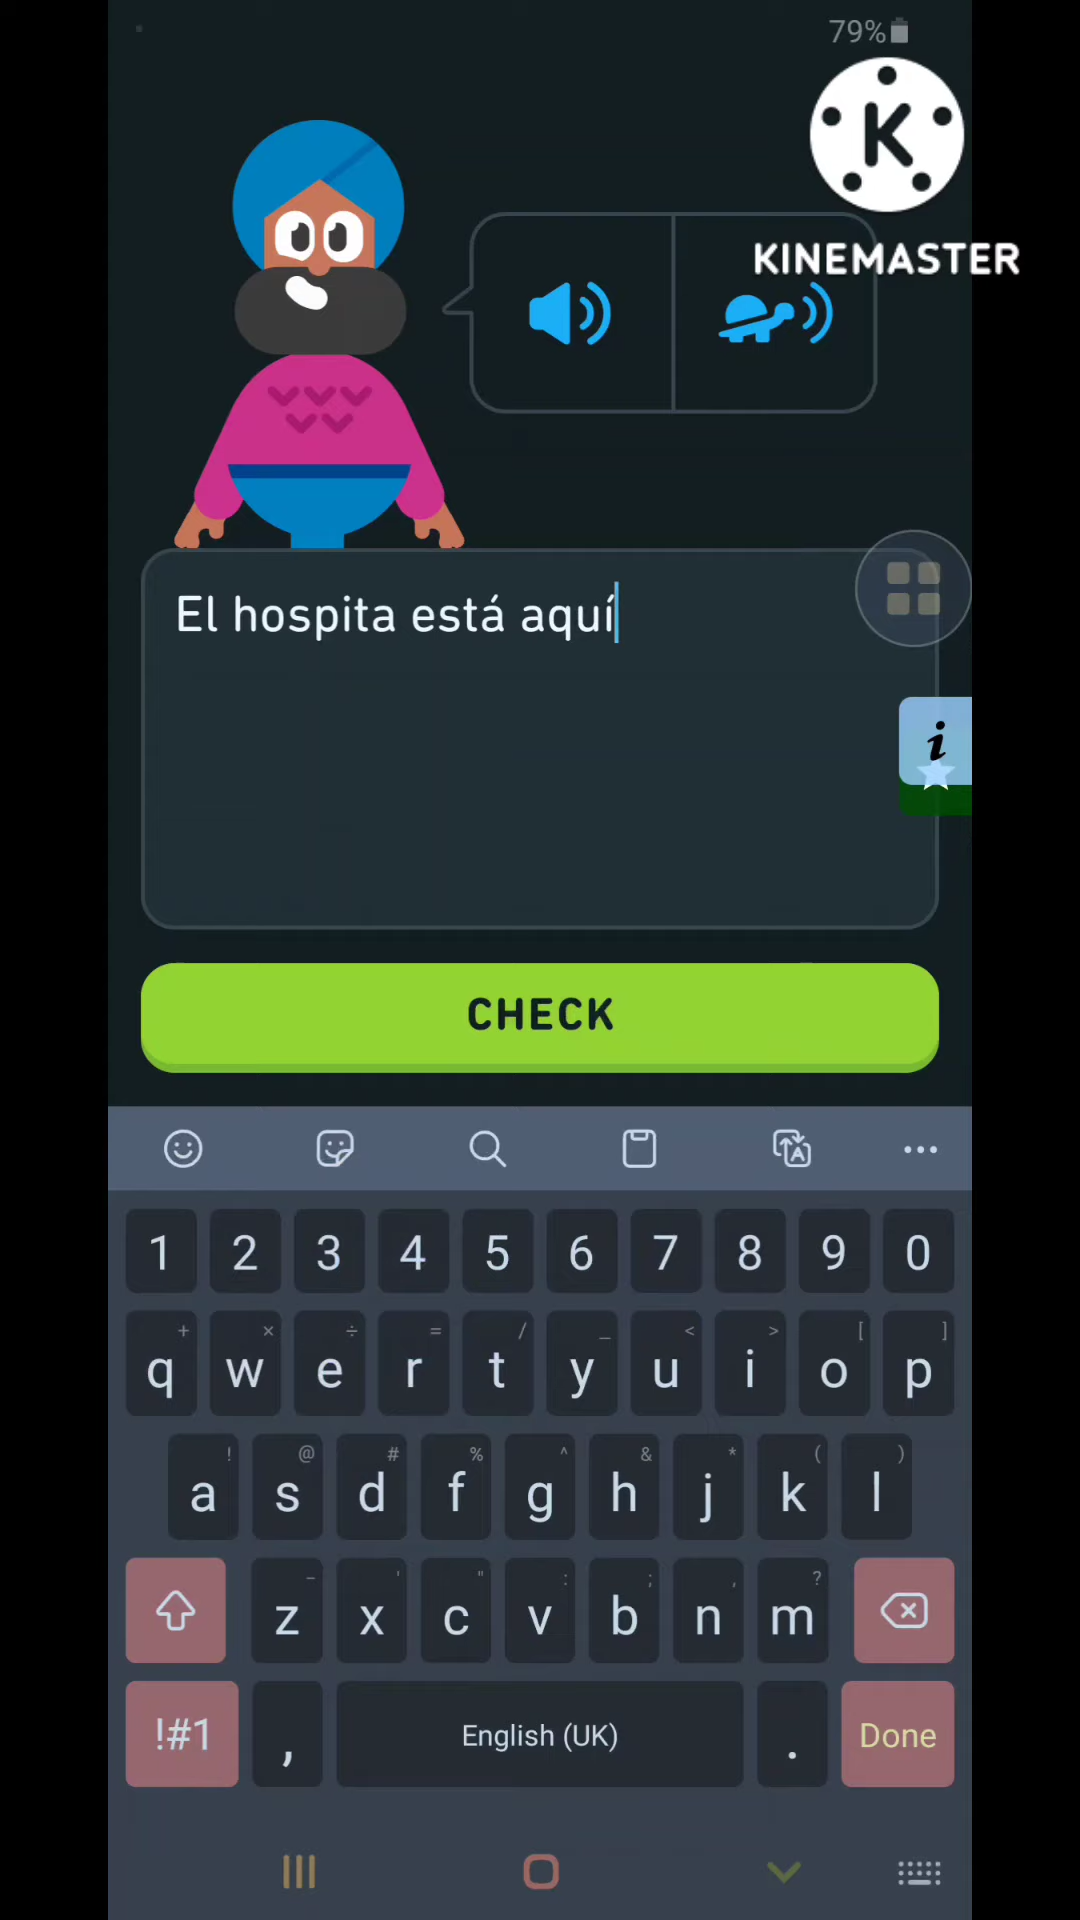 79%
K
KINEMASTER
El hospita está aquí
i
CHECK
1 2 3 4 5 6 7 8 9 0
+ × ÷ = / _ < > [ ]
q w e r t y u i o p
! @ # % ^ & * ( )
a s d f g h j k l
- ' " : ; , ?
z x c v b n m
!#1 , English (UK) . Done